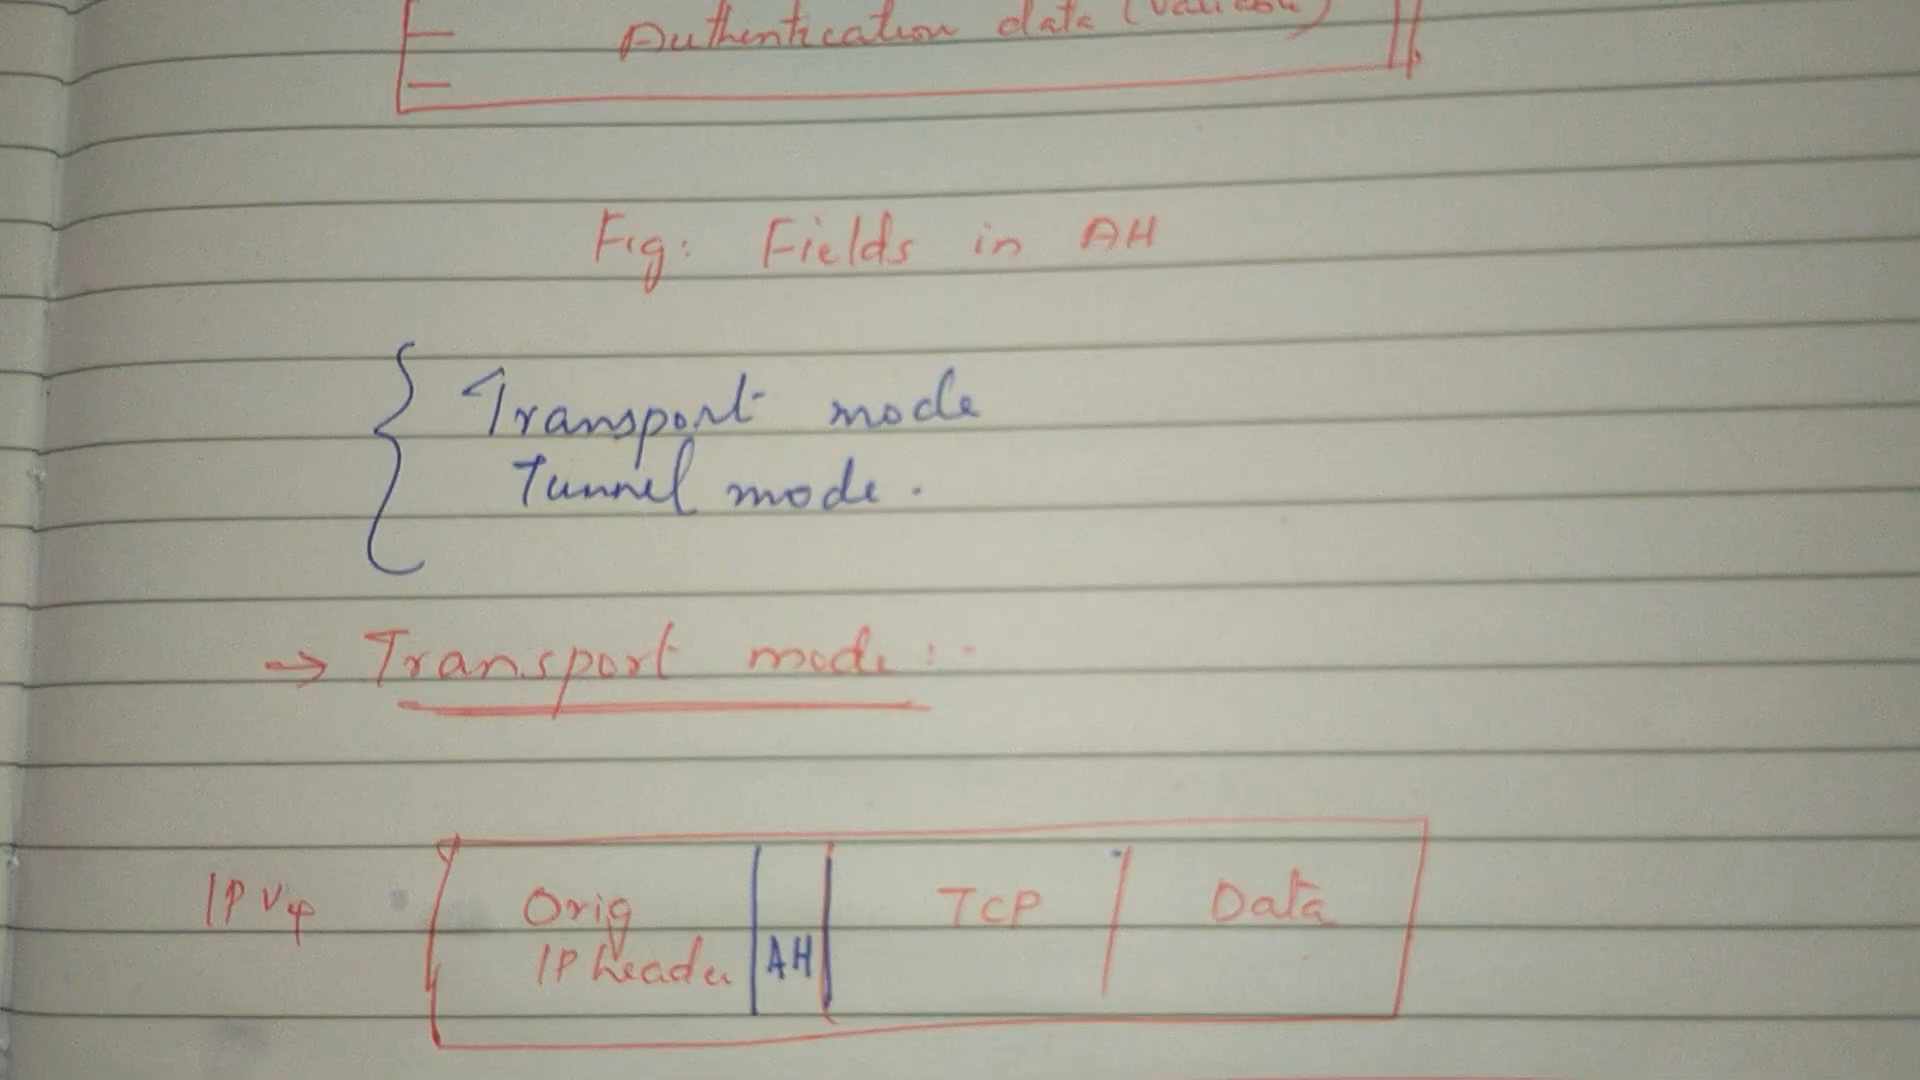 Authentication data (Variable)
Fig: Fields in AH
Transport mode
Tunnel mode.
→ Transport mode:-
IPv4 Orig IP header AH TCP Data